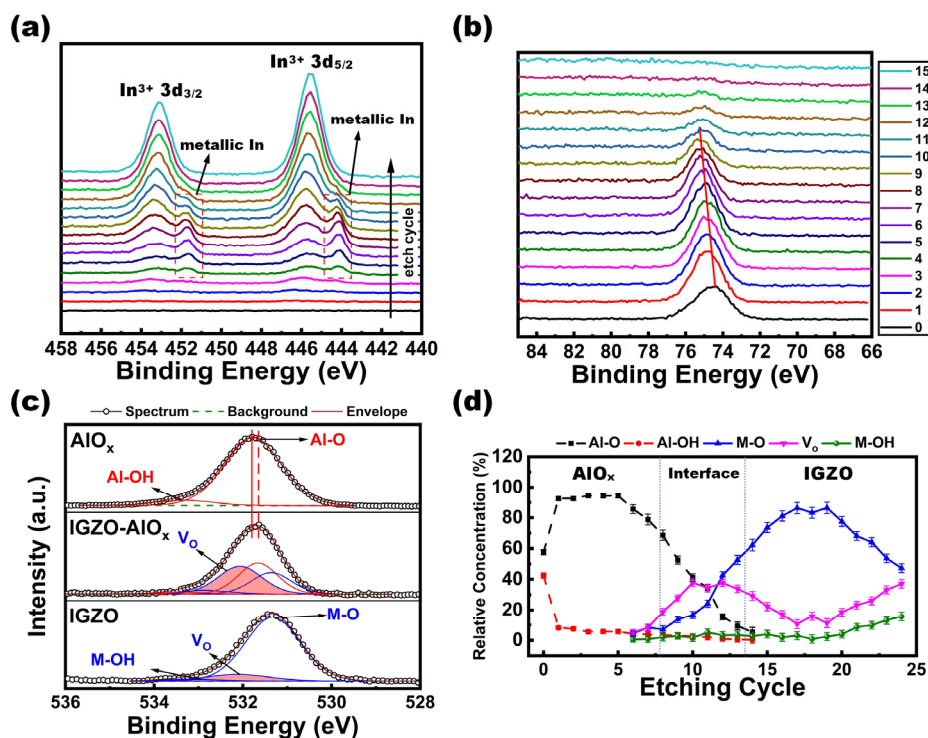 (a)
In³⁺ 3d₃/₂
In³⁺ 3d₅/₂
metallic In
metallic In
etch cycle
458 456 454 452 450 448 446 444 442 440
Binding Energy (eV)
(b)
15
14
13
12
11
10
9
8
7
6
5
4
3
2
1
0
84 82 80 78 76 74 72 70 68 66
Binding Energy (eV)
(c)
Spectrum Background Envelope
AlOₓ
Al-O
Al-OH
IGZO-AlOₓ
V_O
IGZO
M-O
V_O
M-OH
Intensity (a.u.)
536 534 532 530 528
Binding Energy (eV)
(d)
Al-O Al-OH M-O Vₒ M-OH
AlOₓ Interface IGZO
120
100
80
60
40
20
0
Relative Concentration (%)
0 5 10 15 20 25
Etching Cycle